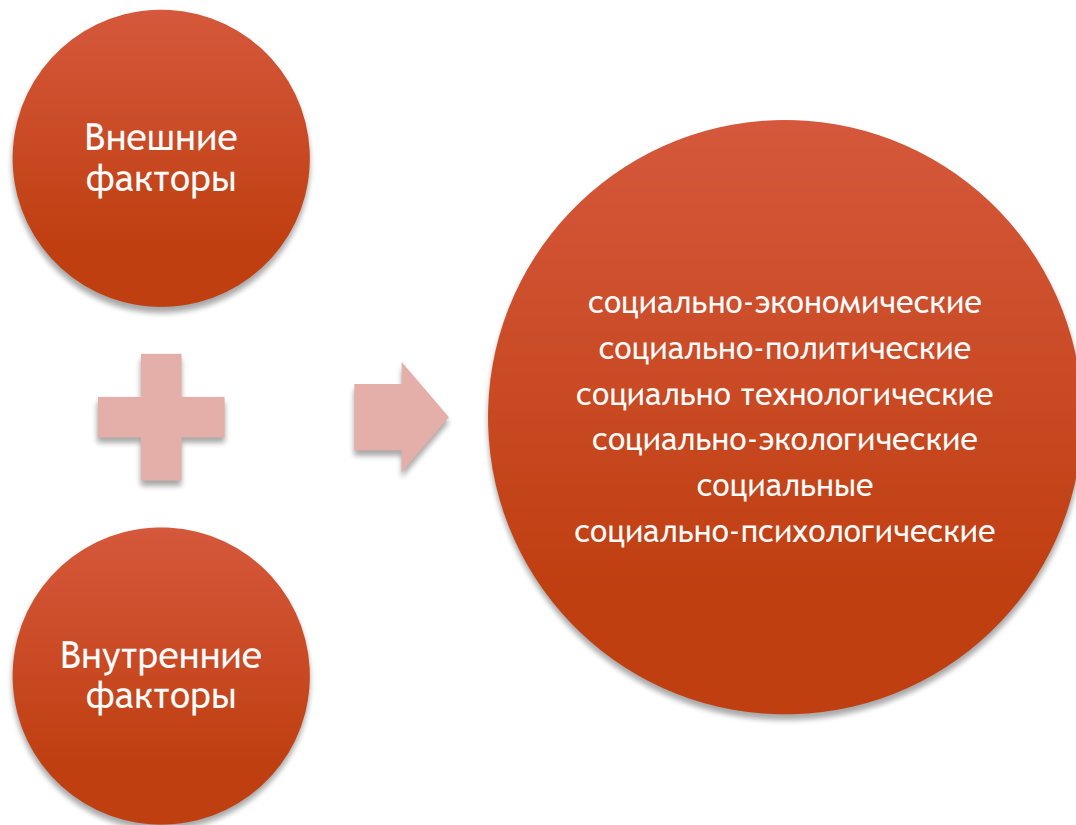 Внешние
факторы
Внутренние
факторы
социально-экономические
социально-политические
социально технологические
социально-экологические
социальные
социально-психологические